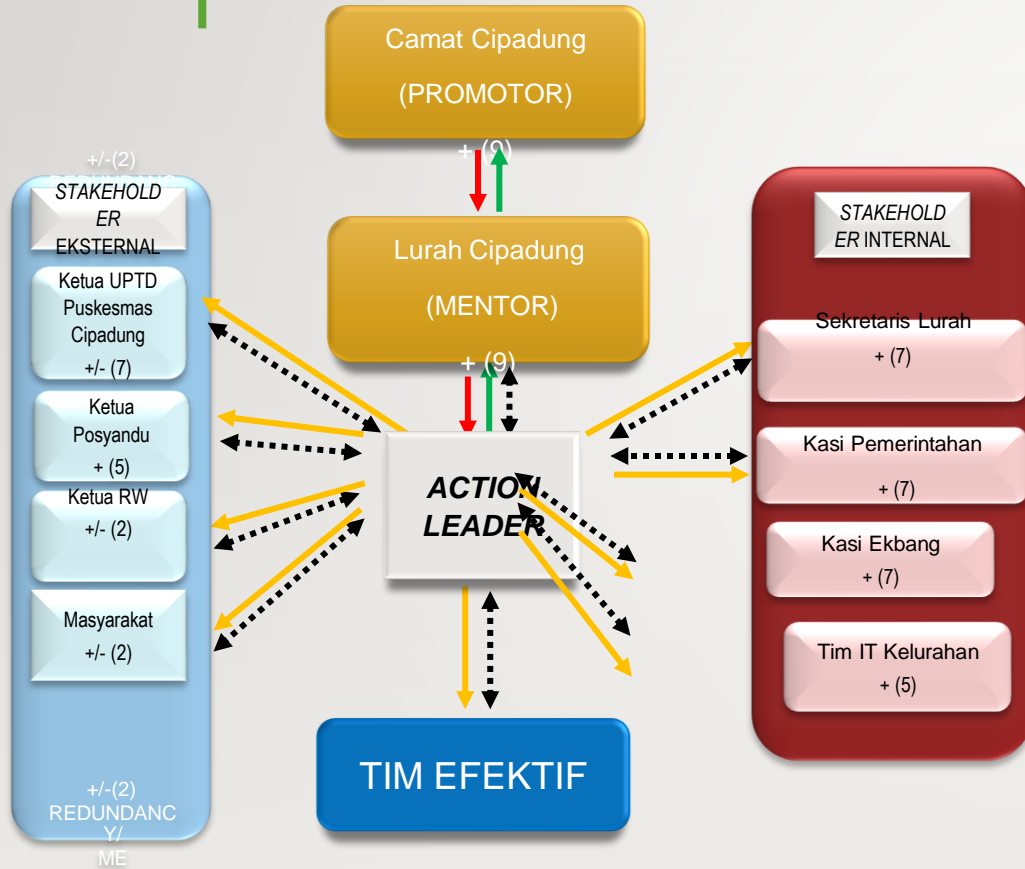 Camat Cipadung
(PROMOTOR)
+ (9)
Lurah Cipadung
(MENTOR)
+ (9)
+/-(2)
STAKEHOLD
ER
EKSTERNAL
Ketua UPTD
Puskesmas
Cipadung
+/- (7)
Ketua
Posyandu
+ (5)
Ketua RW
+/- (2)
Masyarakat
+/- (2)
+/-(2)
REDUNDANC
Y/
ME
ACTION
LEADER
TIM EFEKTIF
STAKEHOLD
ER INTERNAL
Sekretaris Lurah
+ (7)
Kasi Pemerintahan
+ (7)
Kasi Ekbang
+ (7)
Tim IT Kelurahan
+ (5)